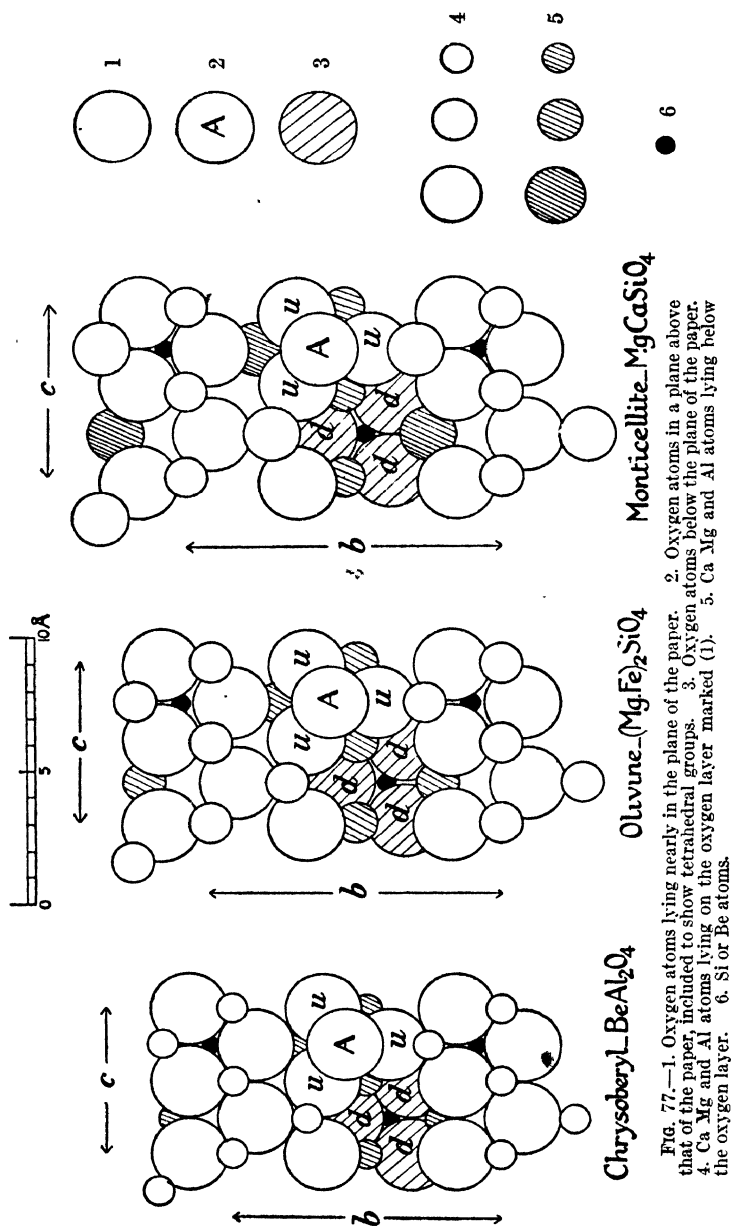 0 5 10Å
c
b
u
A
u
u
d
d
d
Chrysoberyl_BeAl2O4
c
b
u
A
u
u
d
d
d
Olivine_(Mg.Fe)2SiO4
c
b
u
A
u
u
d
d
d
Monticellite_MgCaSiO4
1
2
A
3
4
5
6
FIG. 77.—1. Oxygen atoms lying nearly in the plane of the paper. 2. Oxygen atoms in a plane above
that of the paper, included to show tetrahedral groups. 3. Oxygen atoms below the plane of the paper.
4. Ca Mg and Al atoms lying on the oxygen layer marked (1). 5. Ca Mg and Al atoms lying below
the oxygen layer. 6. Si or Be atoms.